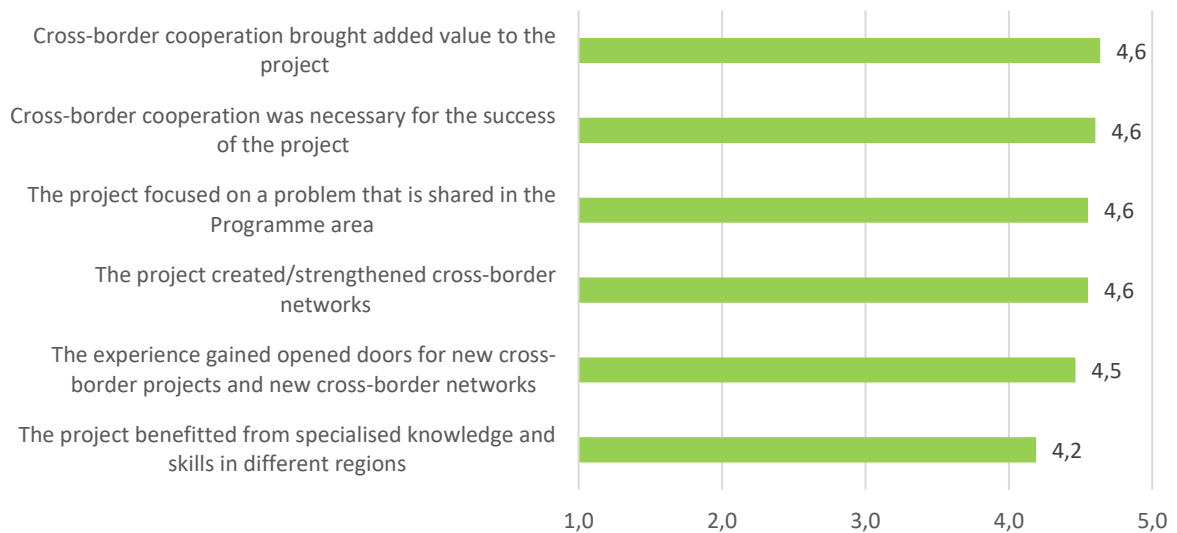 Cross-border cooperation brought added value to the
project
4,6
Cross-border cooperation was necessary for the success
of the project
4,6
The project focused on a problem that is shared in the
Programme area
4,6
The project created/strengthened cross-border
networks
4,6
The experience gained opened doors for new cross-
border projects and new cross-border networks
4,5
The project benefitted from specialised knowledge and
skills in different regions
4,2
1,0 2,0 3,0 4,0 5,0